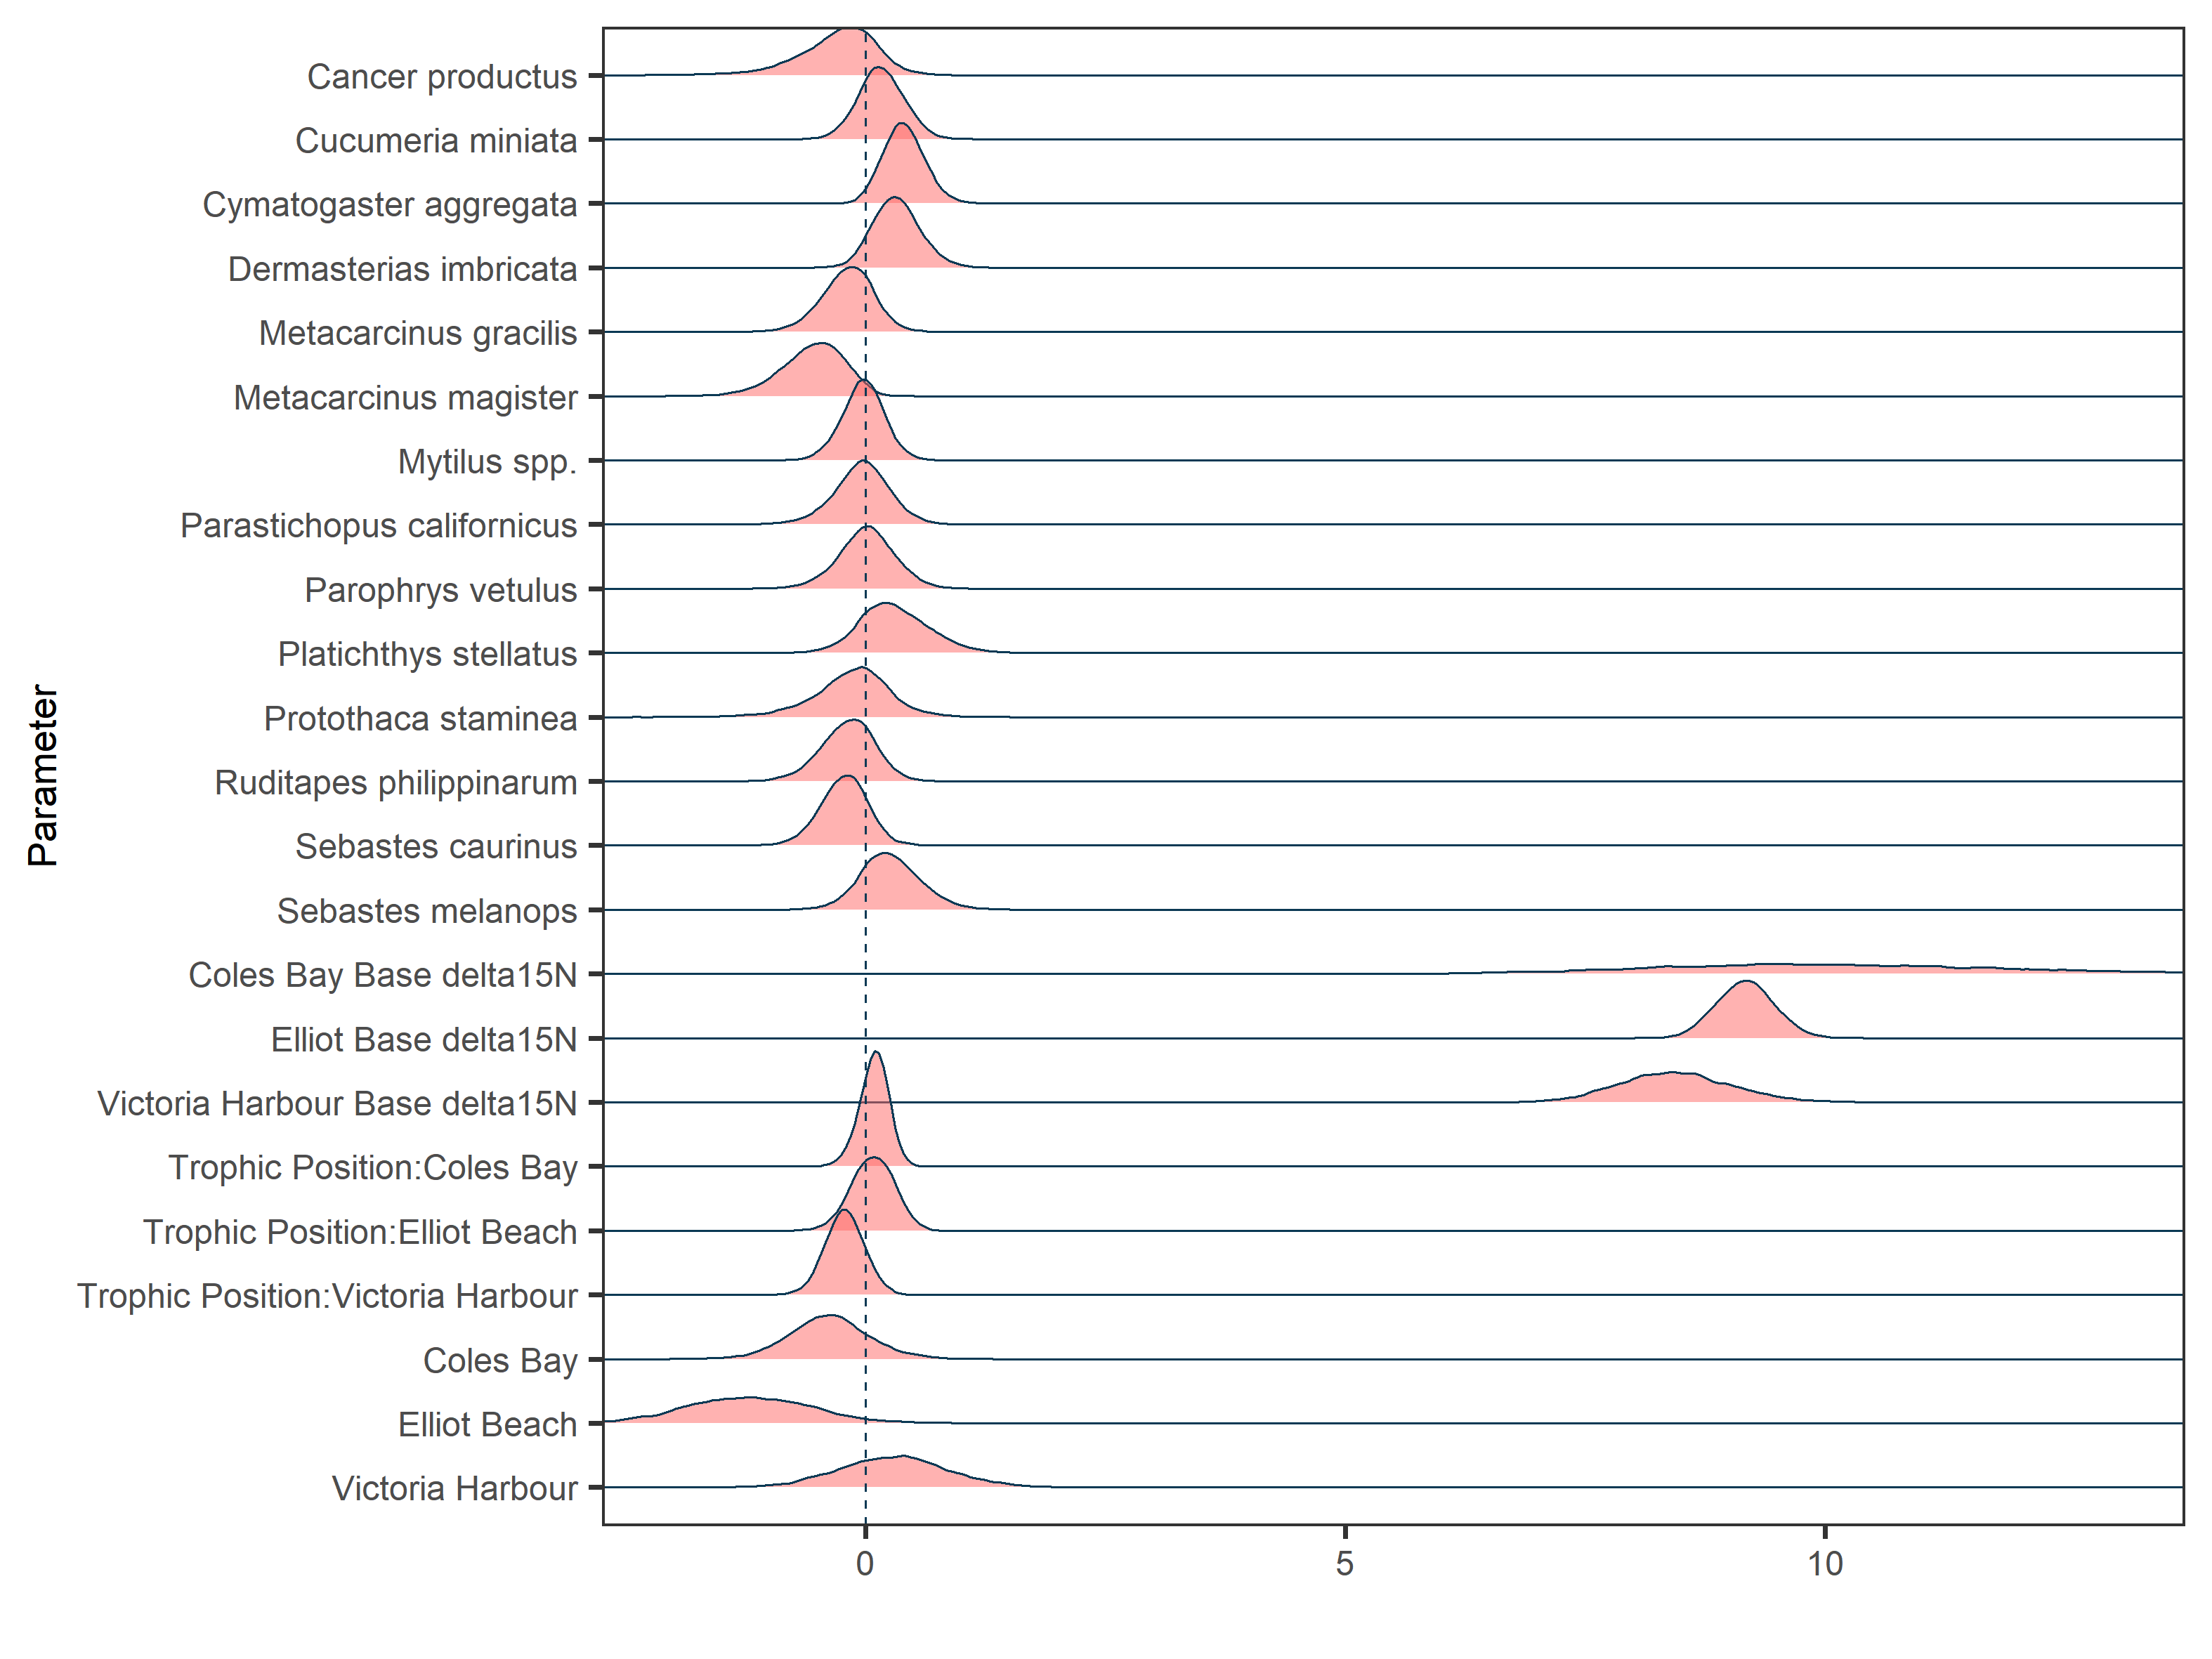 Cancer productus
Cucumeria miniata
Cymatogaster aggregata
Dermasterias imbricata
Metacarcinus gracilis
Metacarcinus magister
Mytilus spp.
Parastichopus californicus
Parophrys vetulus
Platichthys stellatus
Protothaca staminea
Ruditapes philippinarum
Sebastes caurinus
Sebastes melanops
Coles Bay Base delta15N
Elliot Base delta15N
Victoria Harbour Base delta15N
Trophic Position:Coles Bay
Trophic Position:Elliot Beach
Trophic Position:Victoria Harbour
Coles Bay
Elliot Beach
Victoria Harbour
Parameter
0 5 10